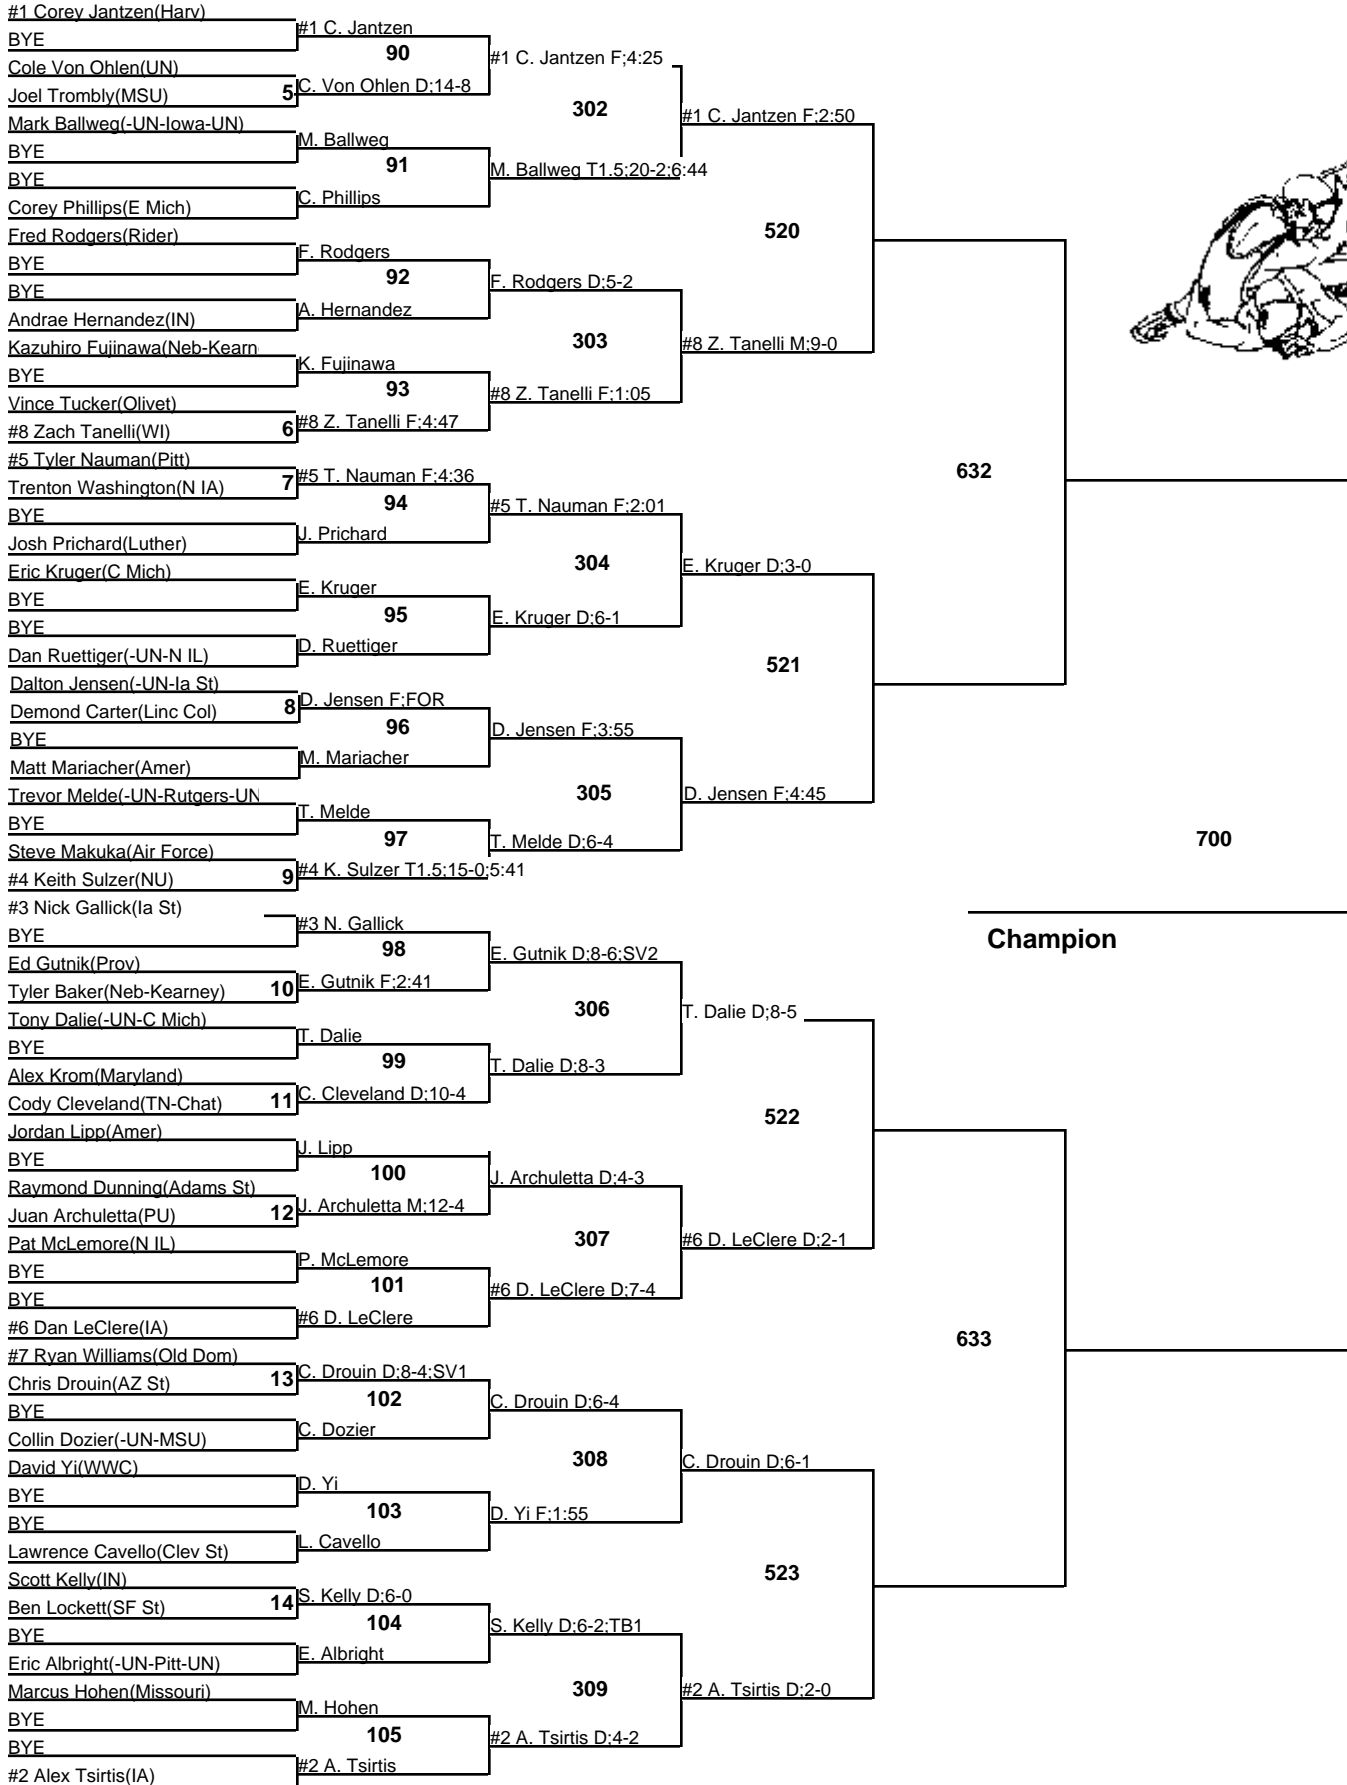 #1 Corey Jantzen(Harv)
#1 C. Jantzen
BYE
90
#1 C. Jantzen F;4:25
Cole Von Ohlen(UN)
5
C. Von Ohlen D;14-8
Joel Trombly(MSU)
302
#1 C. Jantzen F;2:50
Mark Ballweg(-UN-Iowa-UN)
M. Ballweg
BYE
91
M. Ballweg T1.5;20-2;6:44
BYE
C. Phillips
Corey Phillips(E Mich)
520
Fred Rodgers(Rider)
F. Rodgers
BYE
92
F. Rodgers D;5-2
BYE
A. Hernandez
Andrae Hernandez(IN)
303
#8 Z. Tanelli M;9-0
Kazuhiro Fujinawa(Neb-Kearn
K. Fujinawa
BYE
93
#8 Z. Tanelli F;1:05
Vince Tucker(Olivet)
6
#8 Z. Tanelli F;4:47
#8 Zach Tanelli(WI)
632
#5 Tyler Nauman(Pitt)
7
#5 T. Nauman F;4:36
Trenton Washington(N IA)
94
#5 T. Nauman F;2:01
BYE
J. Prichard
Josh Prichard(Luther)
304
E. Kruger D;3-0
Eric Kruger(C Mich)
E. Kruger
BYE
95
E. Kruger D;6-1
BYE
D. Ruettiger
Dan Ruettiger(-UN-N IL)
521
Dalton Jensen(-UN-Ia St)
8
D. Jensen F;FOR
Demond Carter(Linc Col)
96
D. Jensen F;3:55
BYE
M. Mariacher
Matt Mariacher(Amer)
305
D. Jensen F;4:45
Trevor Melde(-UN-Rutgers-UN
T. Melde
BYE
97
T. Melde D;6-4
700
Steve Makuka(Air Force)
9
#4 K. Sulzer T1.5;15-0;5:41
#4 Keith Sulzer(NU)
#3 Nick Gallick(Ia St)
#3 N. Gallick
BYE
98
E. Gutnik D;8-6;SV2
Champion
Ed Gutnik(Prov)
10
E. Gutnik F;2:41
Tyler Baker(Neb-Kearney)
306
T. Dalie D;8-5
Tony Dalie(-UN-C Mich)
T. Dalie
BYE
99
T. Dalie D;8-3
Alex Krom(Maryland)
11
C. Cleveland D;10-4
Cody Cleveland(TN-Chat)
522
Jordan Lipp(Amer)
J. Lipp
BYE
100
J. Archuletta D;4-3
Raymond Dunning(Adams St)
12
J. Archuletta M;12-4
Juan Archuletta(PU)
307
#6 D. LeClere D;2-1
Pat McLemore(N IL)
P. McLemore
BYE
101
#6 D. LeClere D;7-4
BYE
#6 D. LeClere
#6 Dan LeClere(IA)
633
#7 Ryan Williams(Old Dom)
13
C. Drouin D;8-4;SV1
Chris Drouin(AZ St)
102
C. Drouin D;6-4
BYE
C. Dozier
Collin Dozier(-UN-MSU)
308
C. Drouin D;6-1
David Yi(WWC)
D. Yi
BYE
103
D. Yi F;1:55
BYE
L. Cavello
Lawrence Cavello(Clev St)
523
Scott Kelly(IN)
14
S. Kelly D;6-0
Ben Lockett(SF St)
104
S. Kelly D;6-2;TB1
BYE
E. Albright
Eric Albright(-UN-Pitt-UN)
309
#2 A. Tsirtis D;2-0
Marcus Hohen(Missouri)
M. Hohen
BYE
105
#2 A. Tsirtis D;4-2
BYE
#2 A. Tsirtis
#2 Alex Tsirtis(IA)